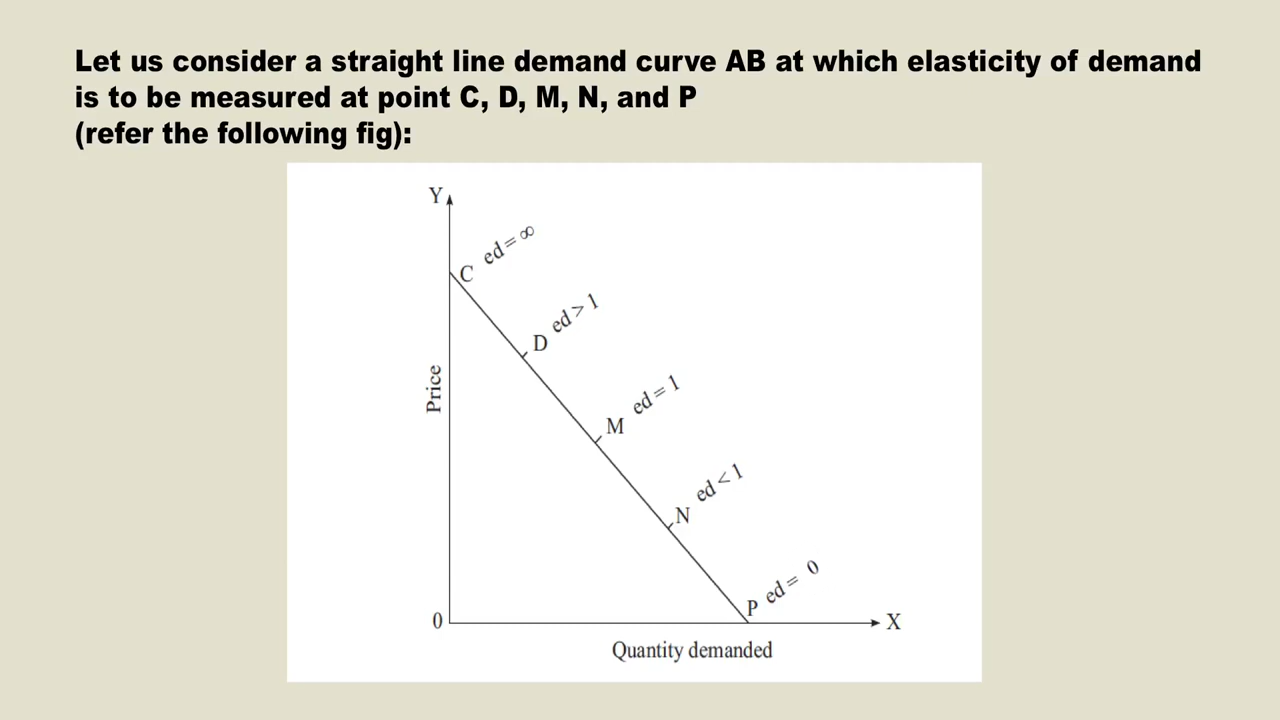 Let us consider a straight line demand curve AB at which elasticity of demand
is to be measured at point C, D, M, N, and P
(refer the following fig):
Y
C ed = ∞
D ed > 1
M ed = 1
Price
N ed < 1
P ed = 0
0
X
Quantity demanded